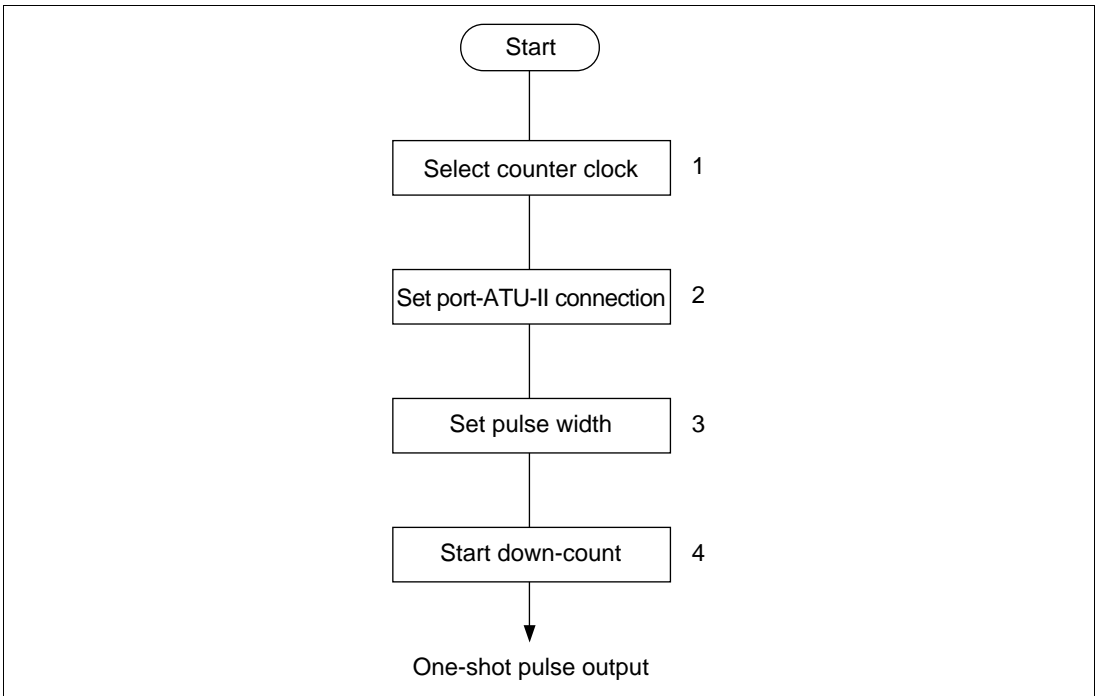 Start
Select counter clock 1
Set port-ATU-II connection 2
Set pulse width 3
Start down-count 4
One-shot pulse output